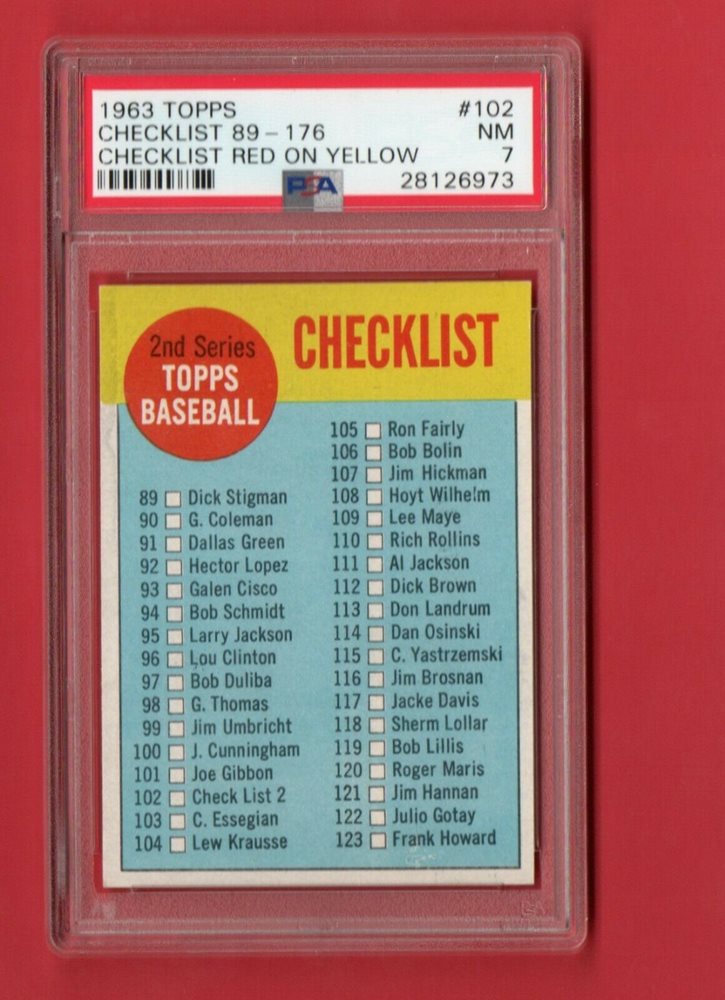 1963 TOPPS #102
CHECKLIST 89 - 176 NM
CHECKLIST RED ON YELLOW 7
PSA 28126973
2nd Series
TOPPS
BASEBALL
CHECKLIST
89 Dick Stigman
90 G. Coleman
91 Dallas Green
92 Hector Lopez
93 Galen Cisco
94 Bob Schmidt
95 Larry Jackson
96 Lou Clinton
97 Bob Duliba
98 G. Thomas
99 Jim Umbricht
100 J. Cunningham
101 Joe Gibbon
102 Check List 2
103 C. Essegian
104 Lew Krausse
105 Ron Fairly
106 Bob Bolin
107 Jim Hickman
108 Hoyt Wilhelm
109 Lee Maye
110 Rich Rollins
111 Al Jackson
112 Dick Brown
113 Don Landrum
114 Dan Osinski
115 C. Yastrzemski
116 Jim Brosnan
117 Jacke Davis
118 Sherm Lollar
119 Bob Lillis
120 Roger Maris
121 Jim Hannan
122 Julio Gotay
123 Frank Howard